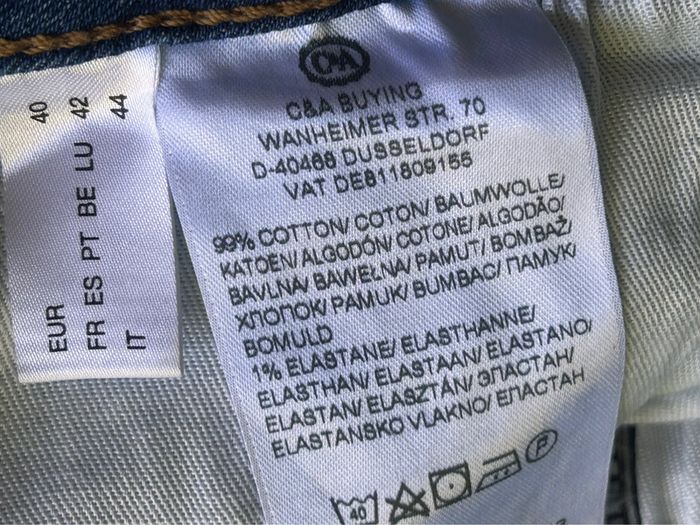 EUR 40
FR ES PT BE LU 42
IT 44
C&A
C&A BUYING
WANHEIMER STR. 70
D-40468 DUSSELDORF
VAT DE811809155
99% COTTON/ COTON/ BAUMWOLLE/
KATOEN/ ALGODÓN/ COTONE/ ALGODÃO/
BAVLNA/ BAWEŁNA/ PAMUT/ BOMBAŽ/
ХЛОПОК/ PAMUK/ BUMBAC/ ПАМУК/
BOMULD
1% ELASTANE/ ELASTHANNE/
ELASTHAN/ ELASTAAN/ ELASTANO/
ELASTAN/ ELASZTÁN/ ЭЛАСТАН/
ELASTANSKO VLAKNO/ ЕЛАСТАН
40 P